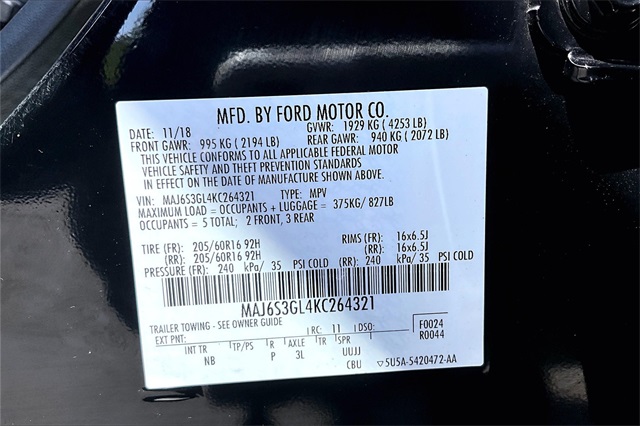 MFD. BY FORD MOTOR CO.
DATE: 11/18 GVWR: 1929 KG ( 4253 LB)
FRONT GAWR: 995 KG ( 2194 LB) REAR GAWR: 940 KG ( 2072 LB)
THIS VEHICLE CONFORMS TO ALL APPLICABLE FEDERAL MOTOR
VEHICLE SAFETY AND THEFT PREVENTION STANDARDS
IN EFFECT ON THE DATE OF MANUFACTURE SHOWN ABOVE.
VIN: MAJ6S3GL4KC264321 TYPE: MPV
MAXIMUM LOAD = OCCUPANTS + LUGGAGE = 375KG/ 827LB
OCCUPANTS = 5 TOTAL; 2 FRONT, 3 REAR
TIRE (FR): 205/60R16 92H RIMS (FR): 16x6.5J
(RR): 205/60R16 92H (RR): 16x6.5J
PRESSURE (FR): 240 kPa/ 35 PSI COLD (RR): 240 kPa/ 35 PSI COLD
MAJ6S3GL4KC264321
TRAILER TOWING - SEE OWNER GUIDE
EXT PNT: RC: 11 DSO: F0024
R0044
INT TR TP/PS R AXLE TR SPR
NB P 3L UUJJ
CBU ▽5U5A-5420472-AA